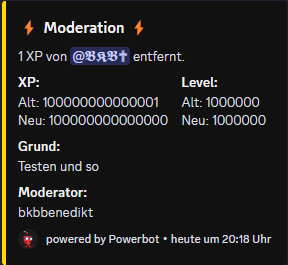 ⚡ Moderation ⚡
1 XP von @𝕭𝕶𝕭✝ entfernt.
XP: Level:
Alt: 100000000000001 Alt: 1000000
Neu: 100000000000000 Neu: 1000000
Grund:
Testen und so
Moderator:
bkbbenedikt
powered by Powerbot • heute um 20:18 Uhr